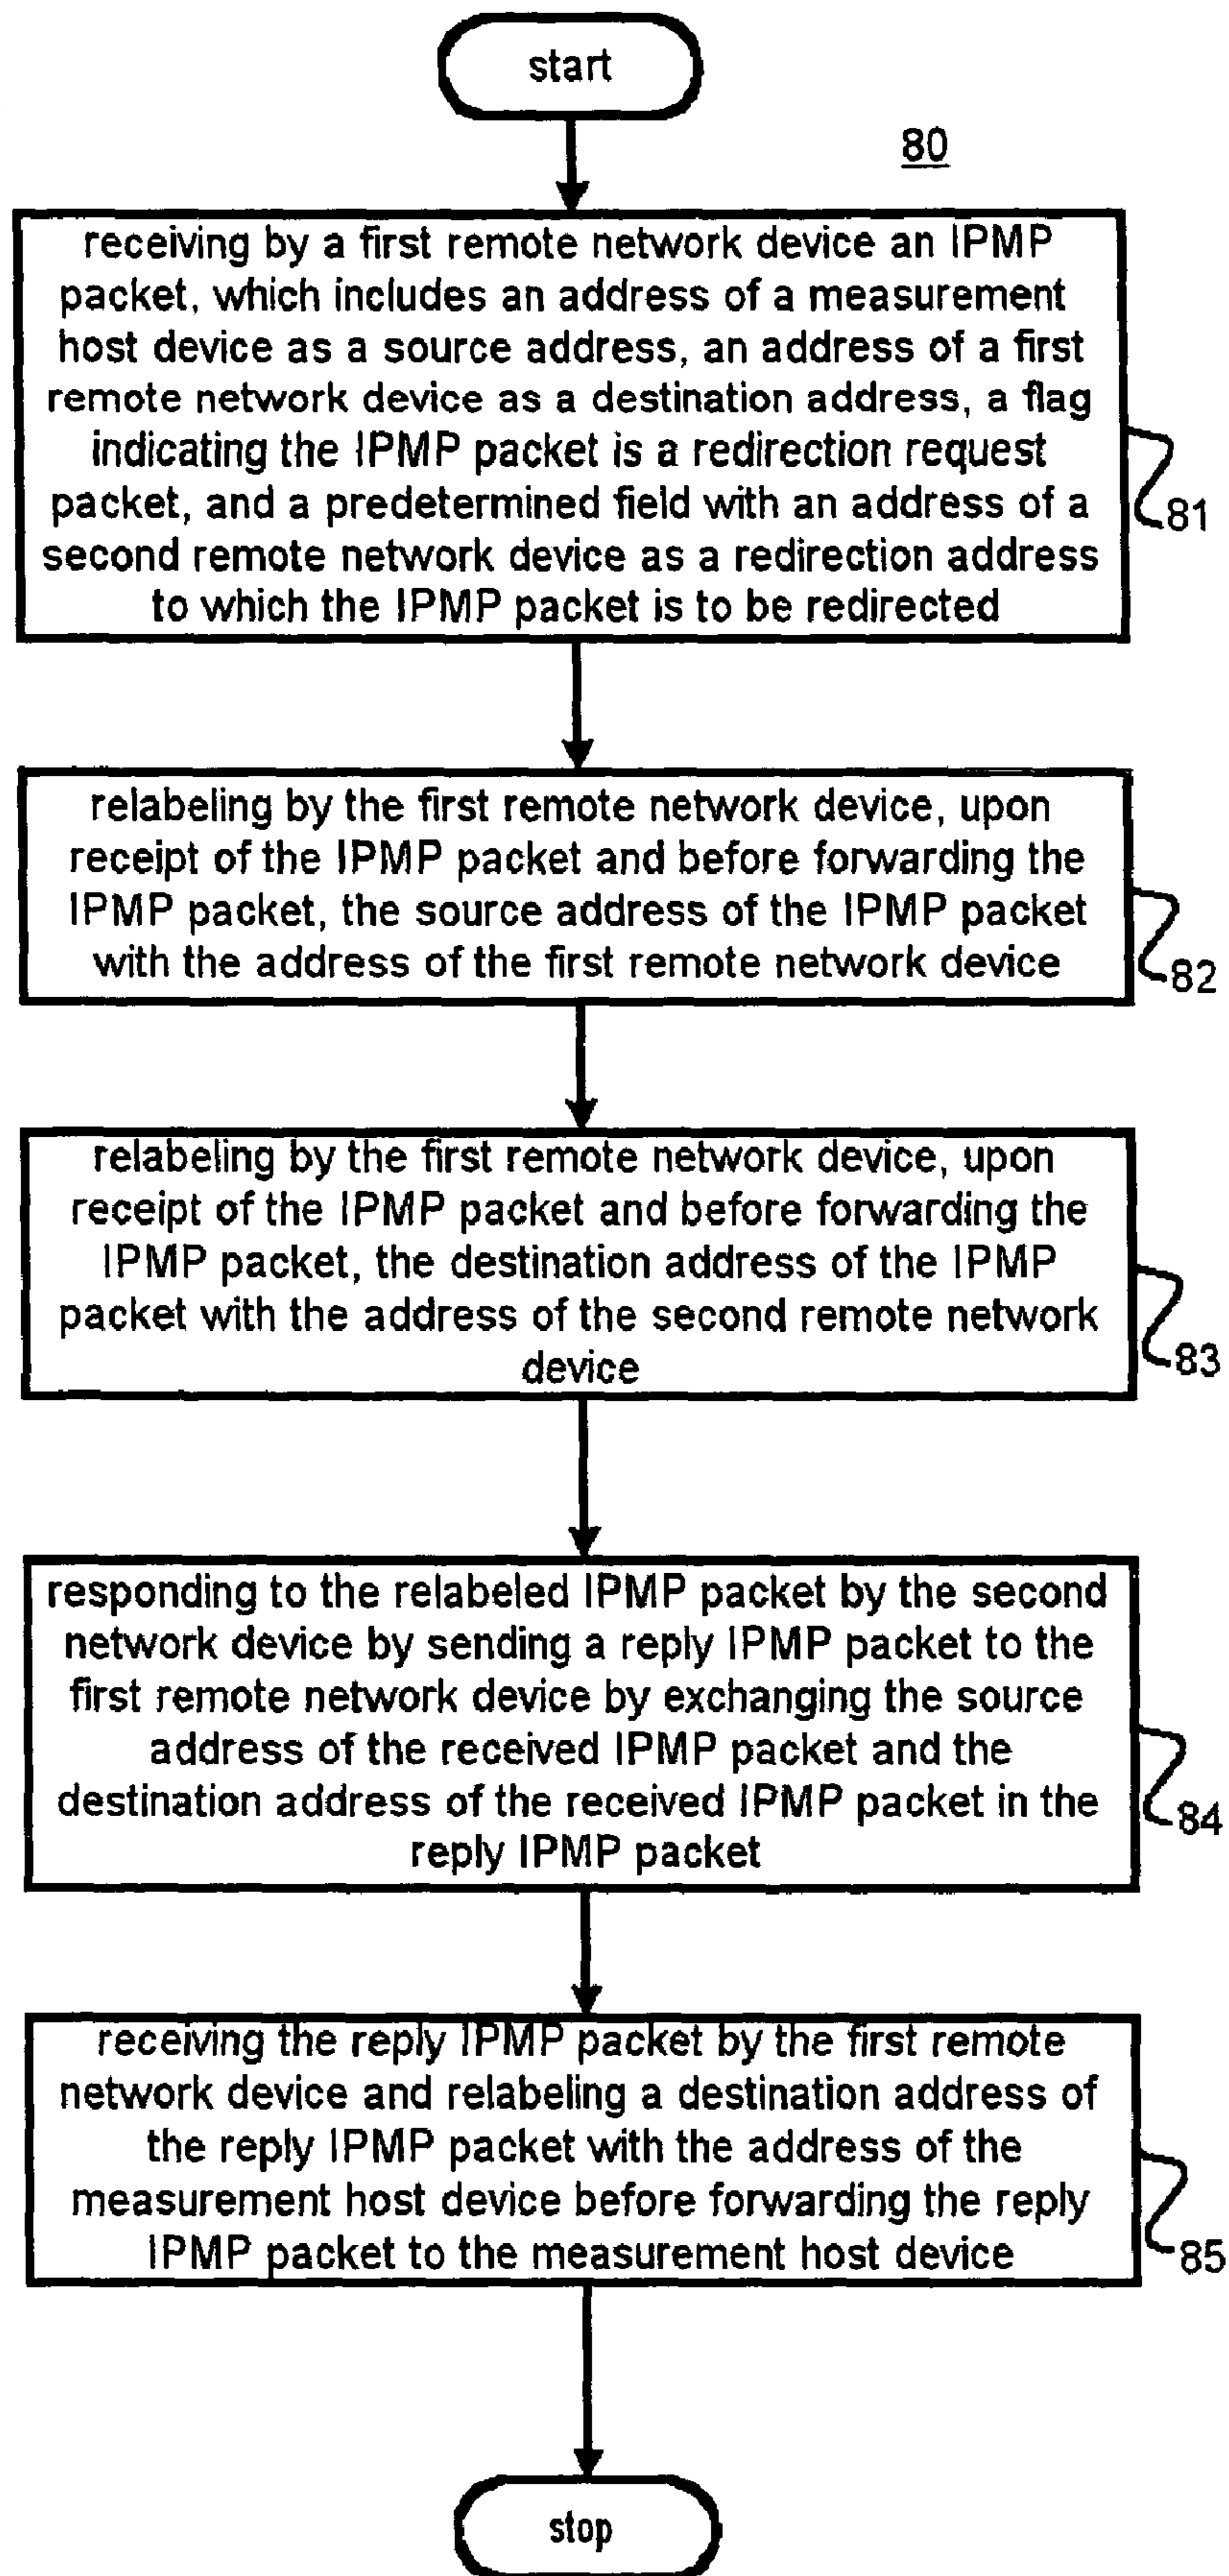 start
80
receiving by a first remote network device an IPMP
packet, which includes an address of a measurement
host device as a source address, an address of a first
remote network device as a destination address, a flag
indicating the IPMP packet is a redirection request
packet, and a predetermined field with an address of a
second remote network device as a redirection address
to which the IPMP packet is to be redirected
81
relabeling by the first remote network device, upon
receipt of the IPMP packet and before forwarding the
IPMP packet, the source address of the IPMP packet
with the address of the first remote network device
82
relabeling by the first remote network device, upon
receipt of the IPMP packet and before forwarding the
IPMP packet, the destination address of the IPMP
packet with the address of the second remote network
device
83
responding to the relabeled IPMP packet by the second
network device by sending a reply IPMP packet to the
first remote network device by exchanging the source
address of the received IPMP packet and the
destination address of the received IPMP packet in the
reply IPMP packet
84
receiving the reply IPMP packet by the first remote
network device and relabeling a destination address of
the reply IPMP packet with the address of the
measurement host device before forwarding the reply
IPMP packet to the measurement host device
85
stop